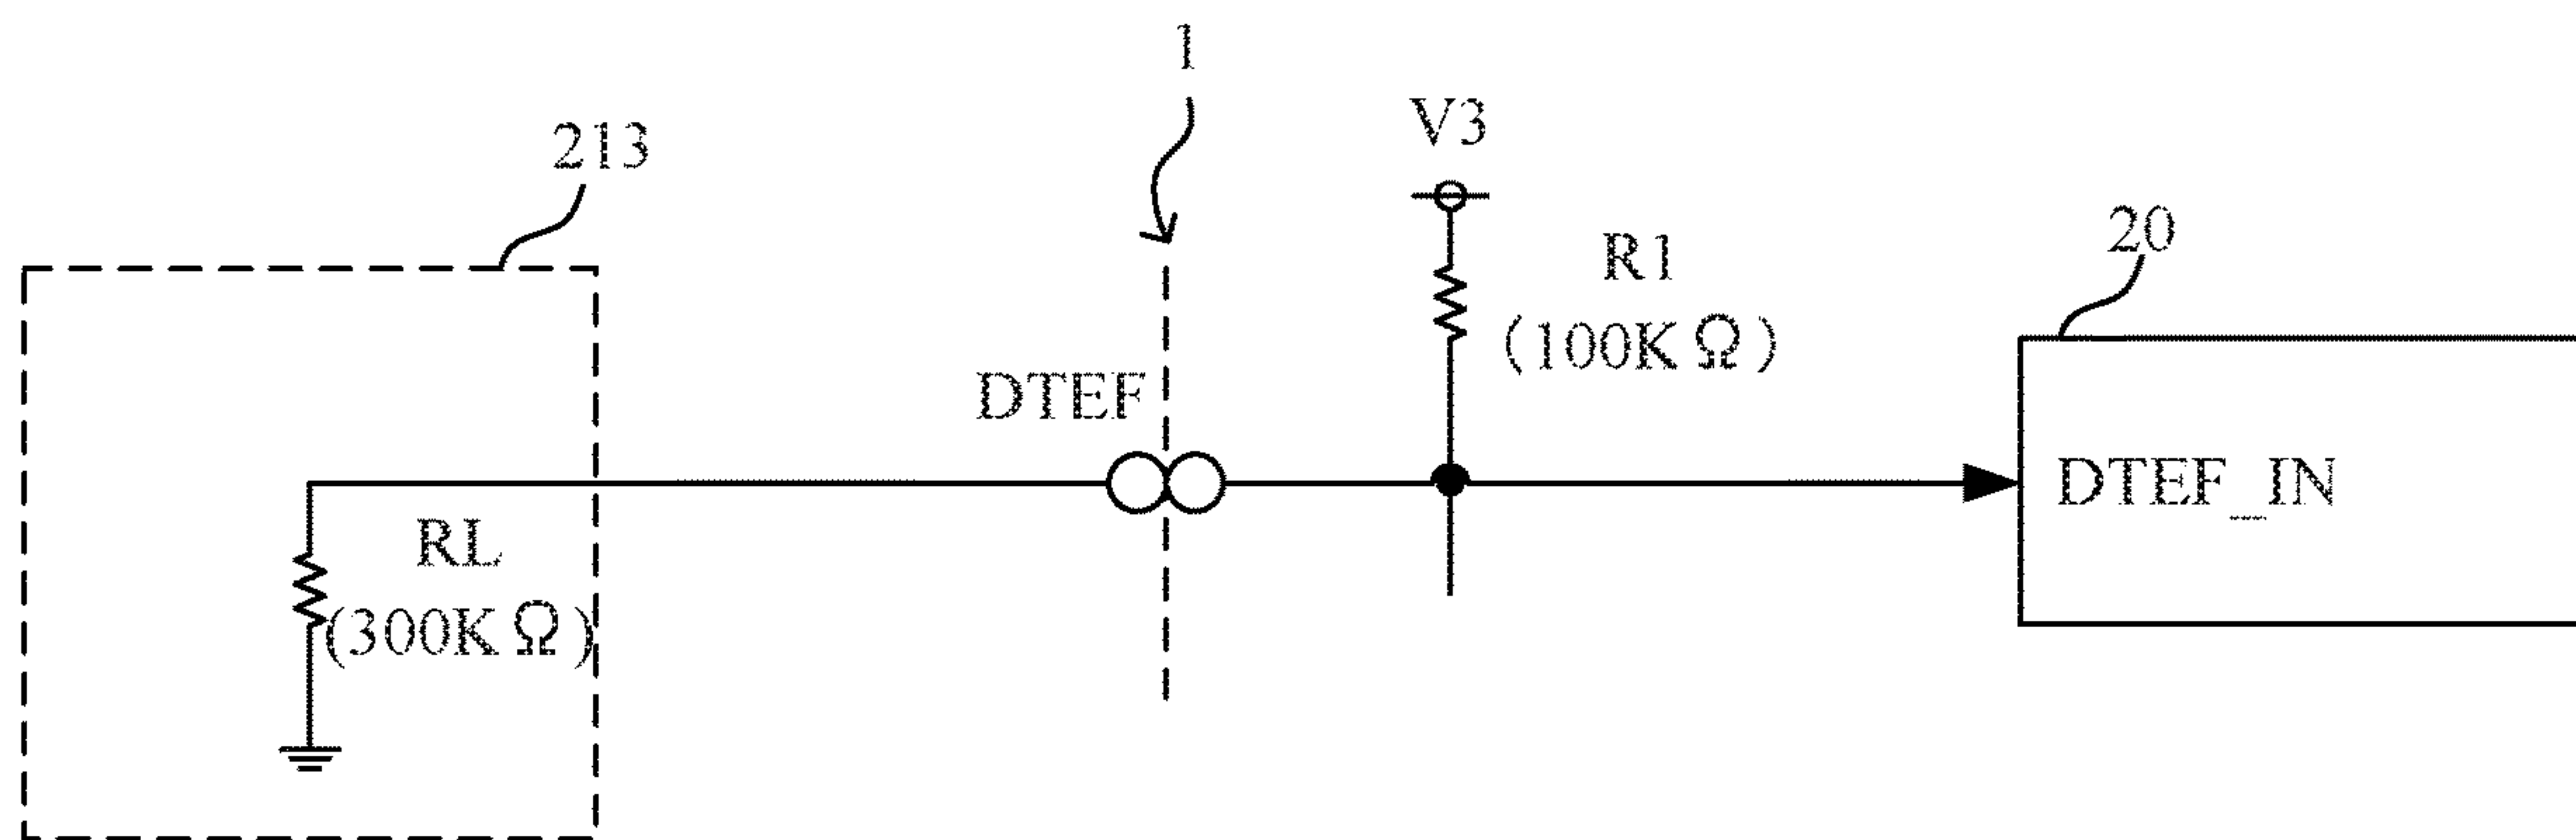 1
V3
213
20
R1
(100KΩ)
DTEF
DTEF_IN
RL
(300KΩ)